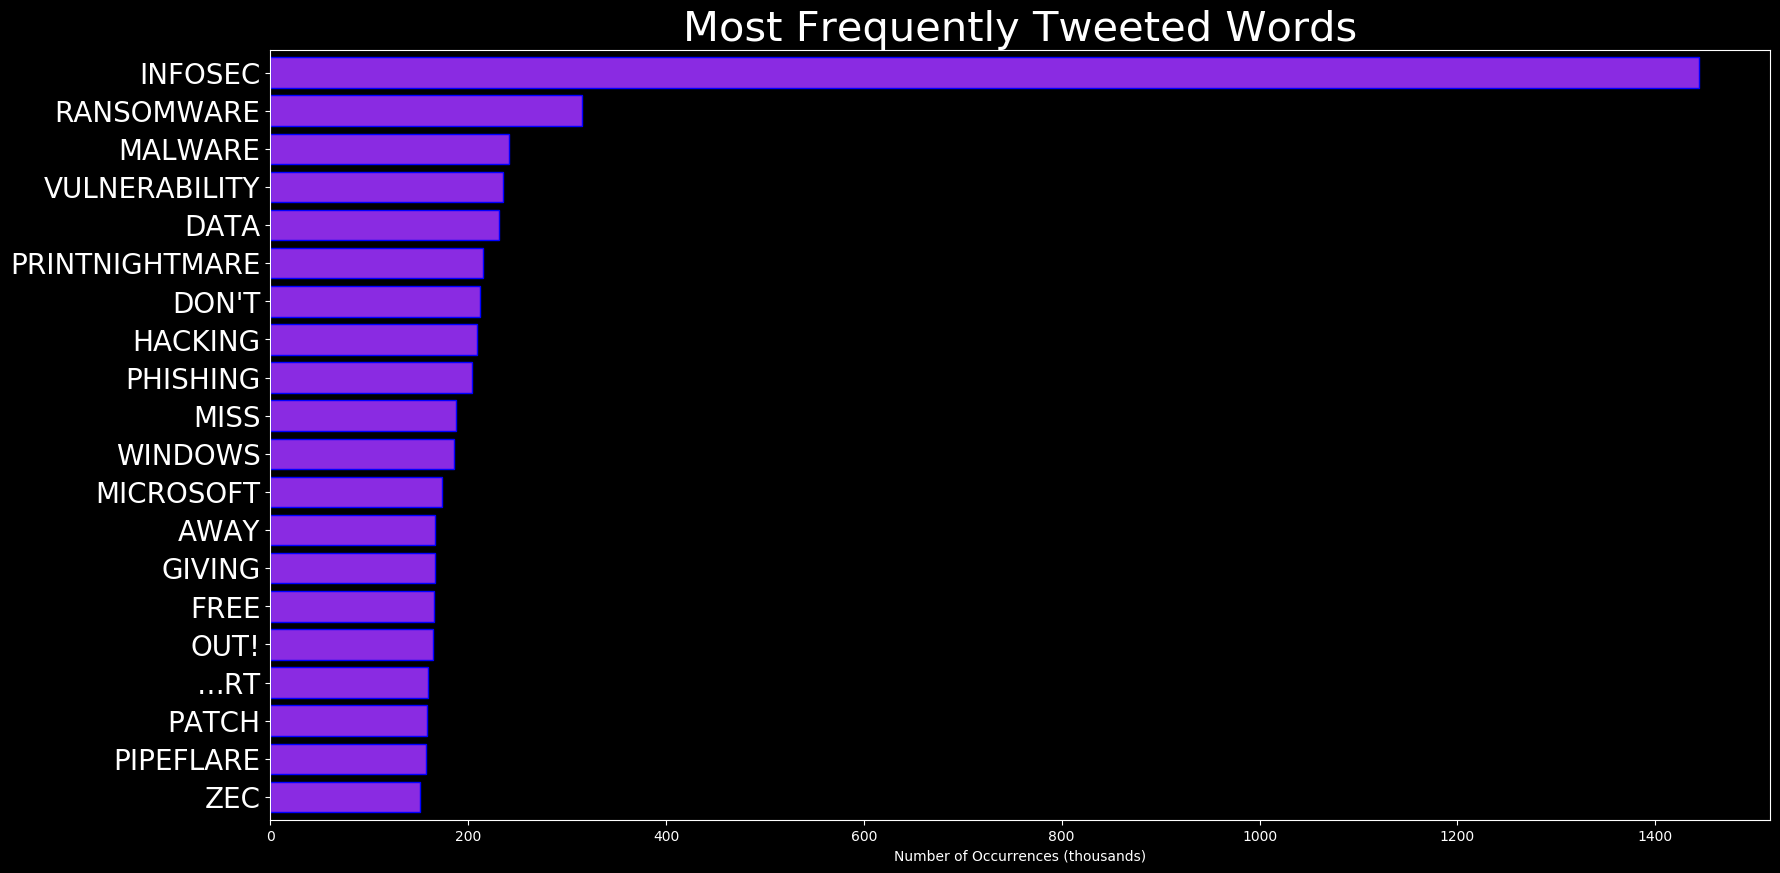 Most Frequently Tweeted Words
INFOSEC
RANSOMWARE
MALWARE
VULNERABILITY
DATA
PRINTNIGHTMARE
DON'T
HACKING
PHISHING
MISS
WINDOWS
MICROSOFT
AWAY
GIVING
FREE
OUT!
…RT
PATCH
PIPEFLARE
ZEC
0 200 400 600 800 1000 1200 1400
Number of Occurrences (thousands)